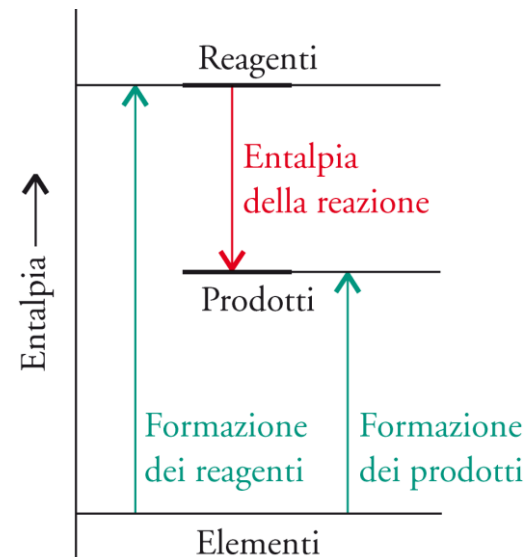 Reagenti
Entalpia
della reazione
Entalpia
Prodotti
Formazione
dei reagenti
Formazione
dei prodotti
Elementi